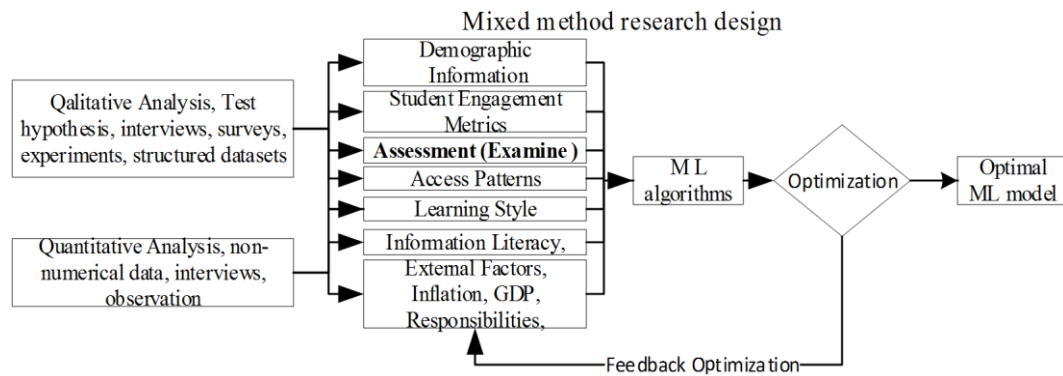 Mixed method research design
Qalitative Analysis, Test
hypothesis, interviews, surveys,
experiments, structured datasets
Quantitative Analysis, non-
numerical data, interviews,
observation
Demographic
Information
Student Engagement
Metrics
Assessment (Examine )
Access Patterns
Learning Style
Information Literacy,
External Factors,
Inflation, GDP,
Responsibilities,
ML
algorithms
Optimization
Optimal
ML model
Feedback Optimization